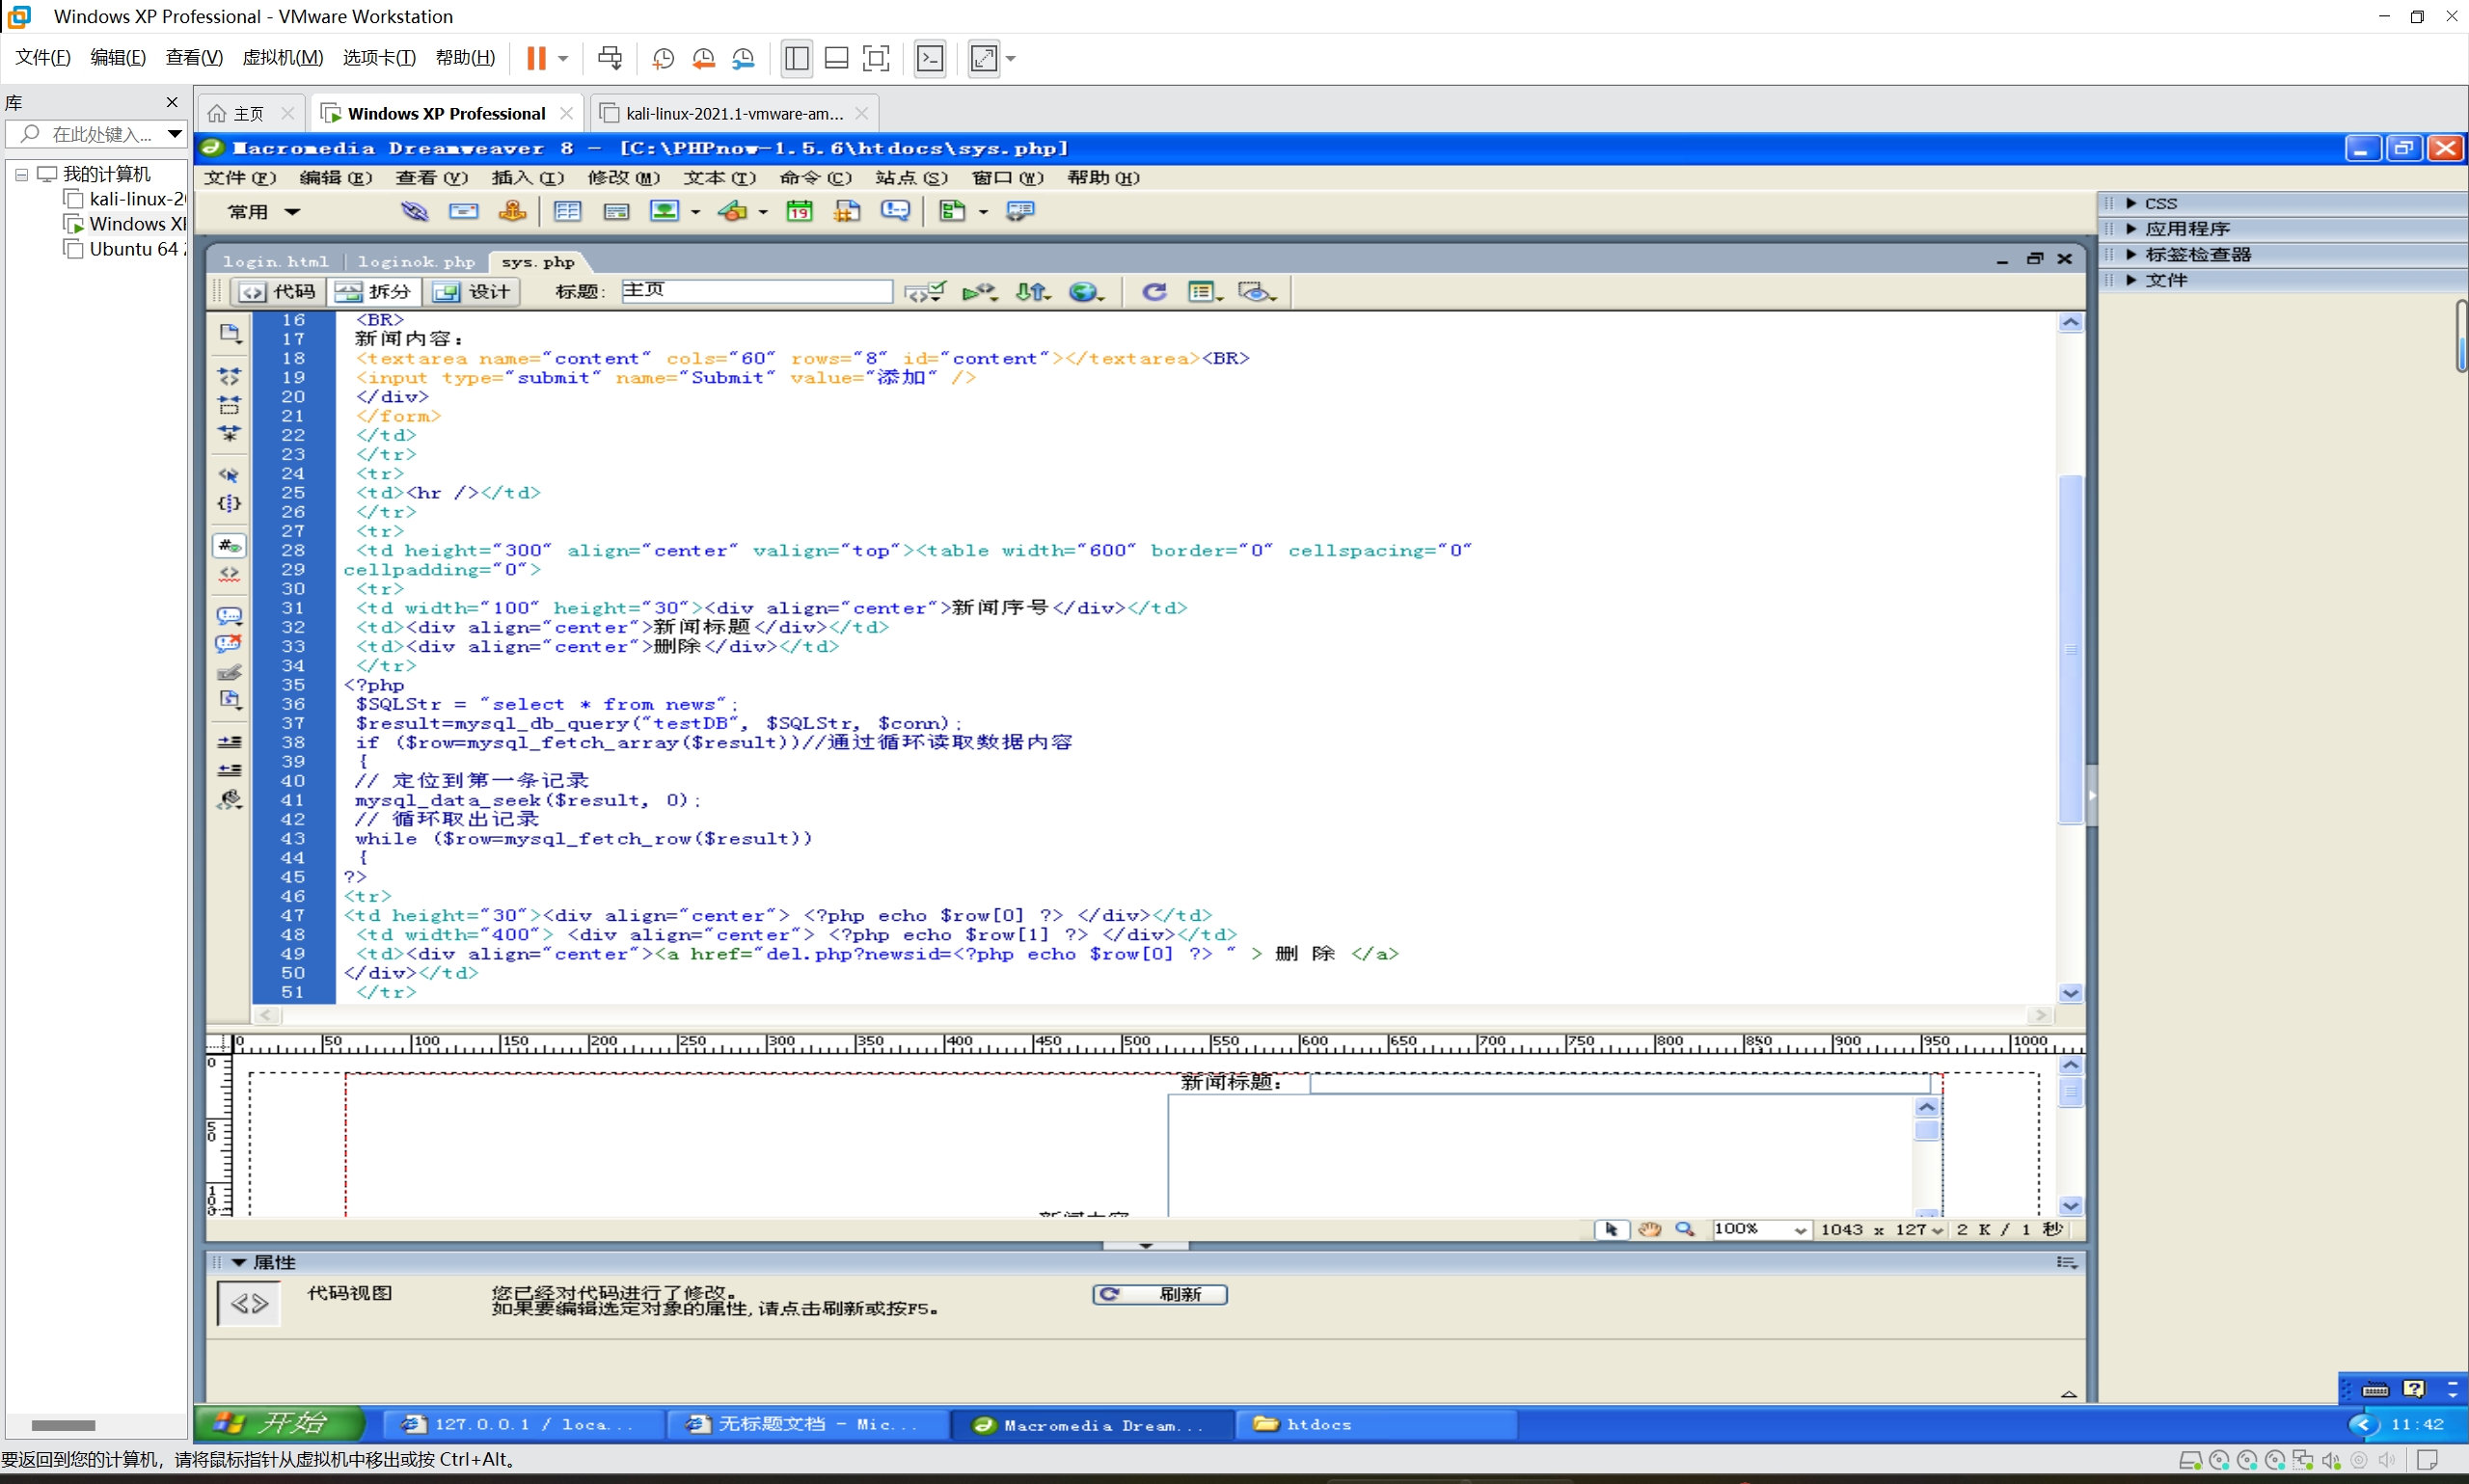 Windows XP Professional - VMware Workstation
文件(F) 编辑(E) 查看(V) 虚拟机(M) 选项卡(T) 帮助(H)
库
在此处键入...
我的计算机
kali-linux-2
Windows XP
Ubuntu 64
主页
Windows XP Professional
kali-linux-2021.1-vmware-am...
Macromedia Dreamweaver 8 - [C:\PHPnow-1.5.6\htdocs\sys.php]
文件(F) 编辑(E) 查看(V) 插入(I) 修改(M) 文本(T) 命令(C) 站点(S) 窗口(W) 帮助(H)
常用
CSS
应用程序
标签检查器
文件
login.html loginok.php sys.php
代码 拆分 设计 标题: 主页
16 <BR>
17 新闻内容:
18 <textarea name="content" cols="60" rows="8" id="content"></textarea><BR>
19 <input type="submit" name="Submit" value="添加" />
20 </div>
21 </form>
22 </td>
23 </tr>
24 <tr>
25 <td><hr /></td>
26 </tr>
27 <tr>
28 <td height="300" align="center" valign="top"><table width="600" border="0" cellspacing="0"
29 cellpadding="0">
30 <tr>
31 <td width="100" height="30"><div align="center">新闻序号</div></td>
32 <td><div align="center">新闻标题</div></td>
33 <td><div align="center">删除</div></td>
34 </tr>
35 <?php
36 $SQLStr = "select * from news";
37 $result=mysql_db_query("testDB", $SQLStr, $conn);
38 if ($row=mysql_fetch_array($result))//通过循环读取数据内容
39 {
40 // 定位到第一条记录
41 mysql_data_seek($result, 0);
42 // 循环取出记录
43 while ($row=mysql_fetch_row($result))
44 {
45 ?>
46 <tr>
47 <td height="30"><div align="center"> <?php echo $row[0] ?> </div></td>
48 <td width="400"> <div align="center"> <?php echo $row[1] ?> </div></td>
49 <td><div align="center"><a href="del.php?newsid=<?php echo $row[0] ?> " > 删 除 </a>
50 </div></td>
51 </tr>
0 50 100 150 200 250 300 350 400 450 500 550 600 650 700 750 800 850 900 950 1000
0
50
100
新闻标题:
新闻内容
100% 1043 x 127 2 K / 1 秒
属性
代码视图
您已经对代码进行了修改。
如果要编辑选定对象的属性,请点击刷新或按F5。
刷新
开始 127.0.0.1 / loca... 无标题文档 - Mic... Macromedia Dream... htdocs 11:42
要返回到您的计算机，请将鼠标指针从虚拟机中移出或按 Ctrl+Alt。